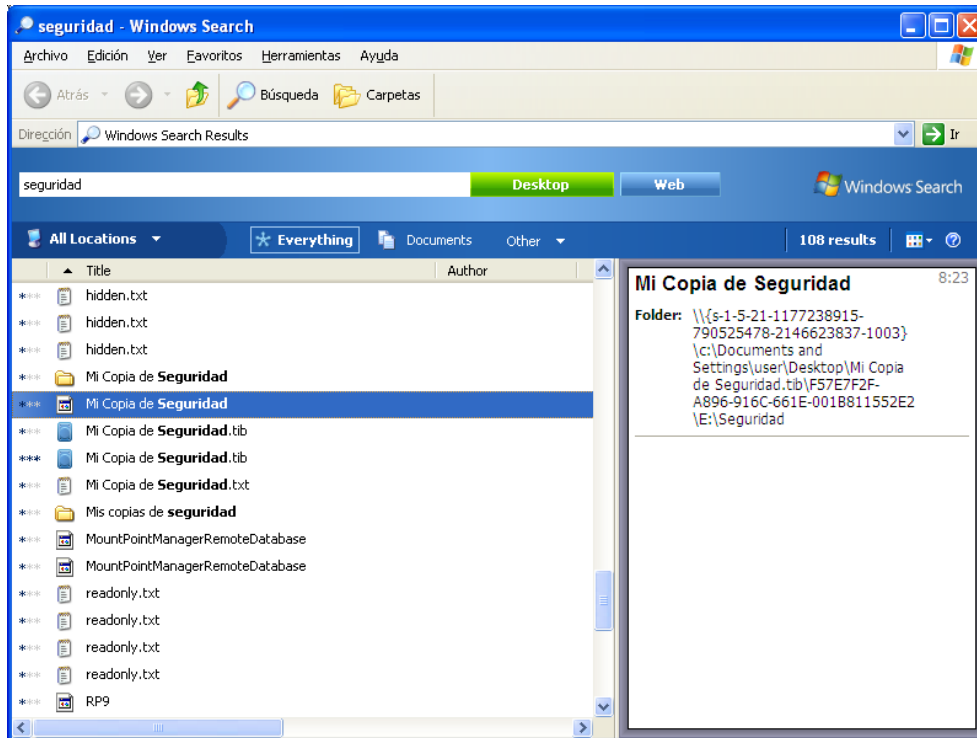 seguridad - Windows Search
Archivo Edición Ver Favoritos Herramientas Ayuda
Atrás Búsqueda Carpetas
Dirección Windows Search Results Ir
seguridad Desktop Web Windows Search
All Locations Everything Documents Other 108 results
Title Author
hidden.txt
hidden.txt
hidden.txt
Mi Copia de Seguridad
Mi Copia de Seguridad
Mi Copia de Seguridad.tib
Mi Copia de Seguridad.tib
Mi Copia de Seguridad.txt
Mis copias de seguridad
MountPointManagerRemoteDatabase
MountPointManagerRemoteDatabase
readonly.txt
readonly.txt
readonly.txt
readonly.txt
RP9
Mi Copia de Seguridad 8:23
Folder: \\{s-1-5-21-1177238915-
790525478-2146623837-1003}
\c:\Documents and
Settings\user\Desktop\Mi Copia
de Seguridad.tib\F57E7F2F-
A896-916C-661E-001B811552E2
\E:\Seguridad